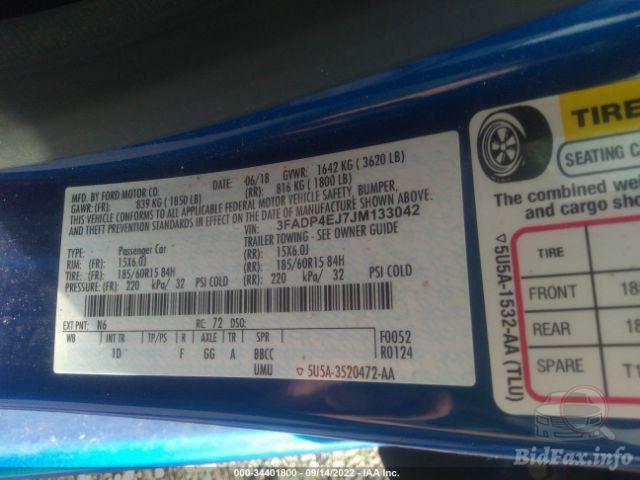 MFD. BY FORD MOTOR CO.
DATE: 06/18 GVWR: 1642 KG ( 3620 LB)
GAWR: (FR): 839 KG ( 1850 LB) (RR): 816 KG ( 1800 LB)
THIS VEHICLE CONFORMS TO ALL APPLICABLE FEDERAL MOTOR VEHICLE SAFETY, BUMPER,
AND THEFT PREVENTION STANDARDS IN EFFECT ON THE DATE OF MANUFACTURE SHOWN ABOVE.
VIN: 3FADP4EJ7JM133042
TYPE: Passenger Car TRAILER TOWING - SEE OWNER GUIDE
RIM: (FR): 15X6.0J (RR): 15X6.0J
TIRE: (FR): 185/60R15 84H (RR): 185/60R15 84H
PRESSURE: (FR): 220 kPa/ 32 PSI COLD (RR): 220 kPa/ 32 PSI COLD
EXT PNT: N6 RC: 72 DSO:
WB INT TR TP/PS R AXLE TR SPR F0052
1D F GG A BBCC R0124
UMU ▽ 5U5A-3520472-AA
TIRE
SEATING CA
The combined wei
and cargo sho
▽ 5U5A-1532-AA (TLU)
TIRE
FRONT 185
REAR 18
SPARE T1
BidFax.info
000-34401800 - 09/14/2022 - IAA Inc.